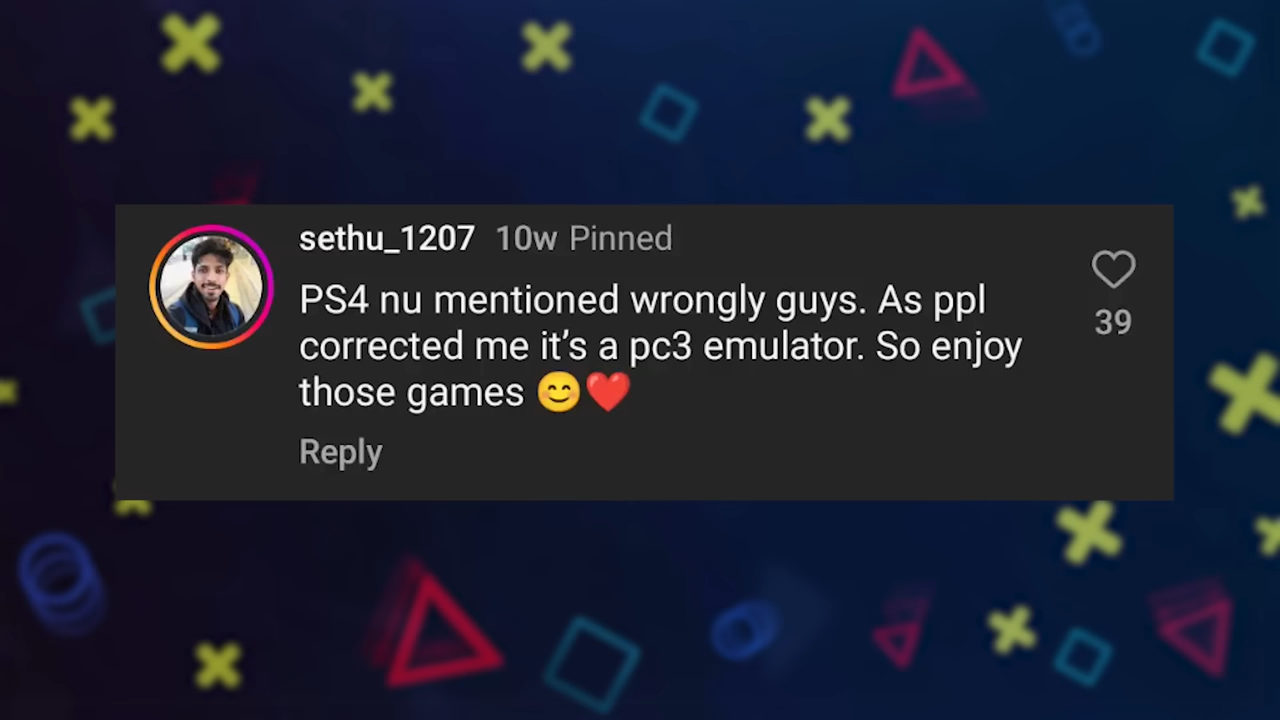 sethu_1207 10w Pinned
PS4 nu mentioned wrongly guys. As ppl
corrected me it’s a pc3 emulator. So enjoy
those games 😊❤️
39
Reply